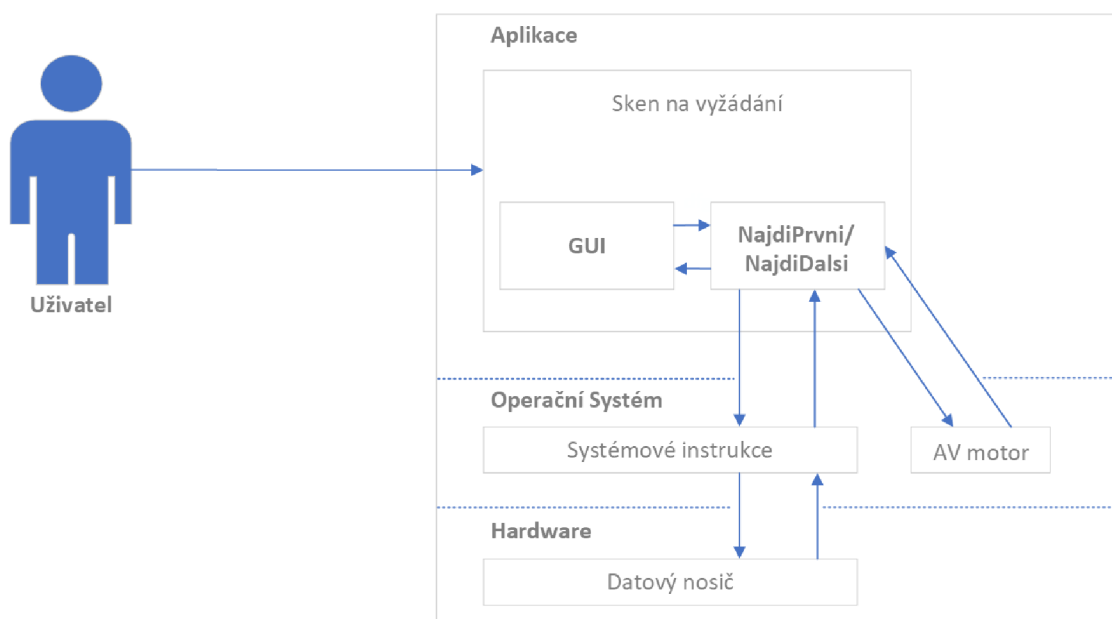 Aplikace
Sken na vyžádání
GUI
NajdiPrvni/
NajdiDalsi
Uživatel
Operační Systém
Systémové instrukce
AV motor
Hardware
Datový nosič